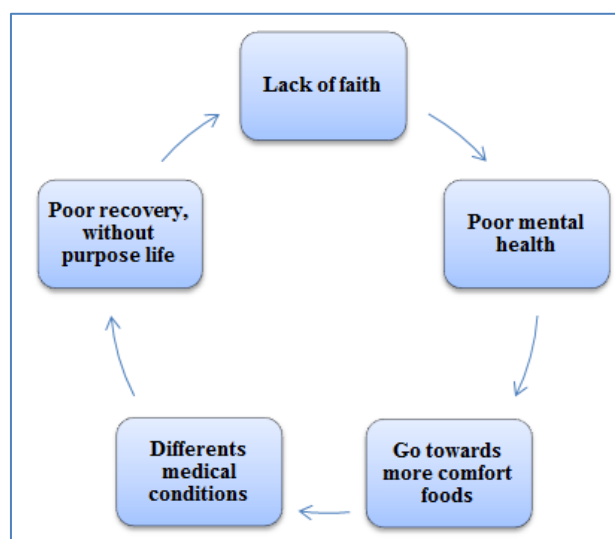 Lack of faith
Poor mental
health
Go towards
more comfort
foods
Differents
medical
conditions
Poor recovery,
without
purpose life